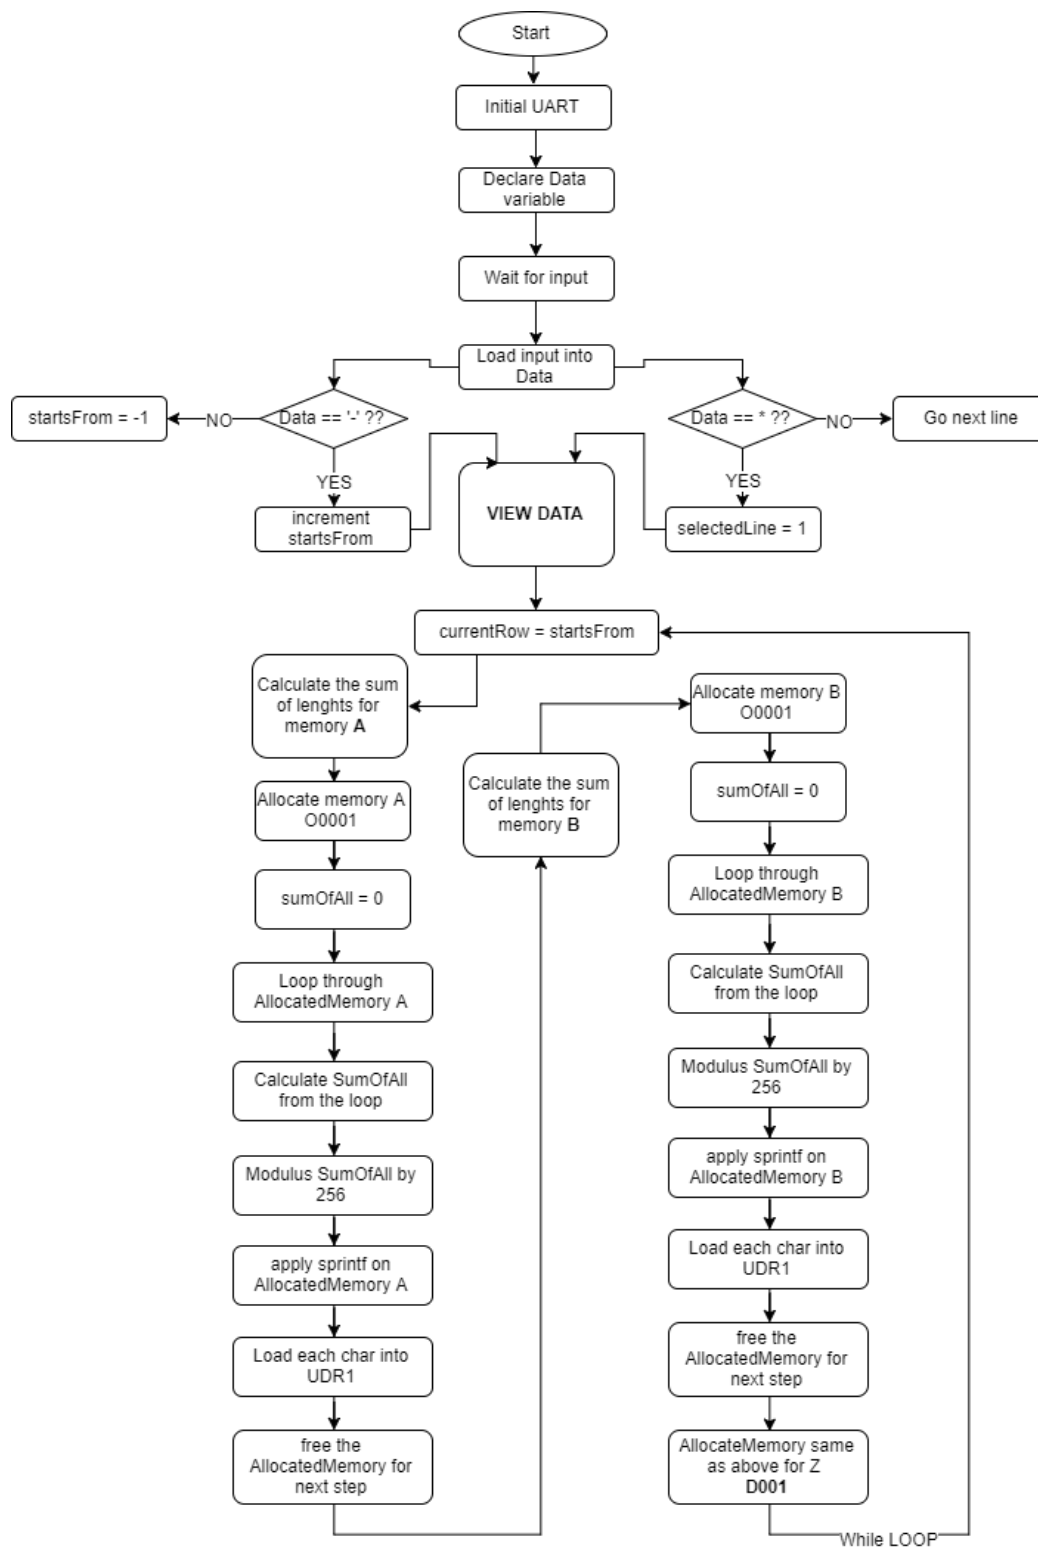 Start
Initial UART
Declare Data
variable
Wait for input
Load input into
Data
startsFrom = -1
NO
Data == '-' ??
Data == * ??
NO
Go next line
YES
YES
increment
startsFrom
VIEW DATA
selectedLine = 1
currentRow = startsFrom
Calculate the sum
of lenghts for
memory A
Allocate memory A
O0001
sumOfAll = 0
Loop through
AllocatedMemory A
Calculate SumOfAll
from the loop
Modulus SumOfAll by
256
apply sprintf on
AllocatedMemory A
Load each char into
UDR1
free the
AllocatedMemory for
next step
Calculate the sum
of lenghts for
memory B
Allocate memory B
O0001
sumOfAll = 0
Loop through
AllocatedMemory B
Calculate SumOfAll
from the loop
Modulus SumOfAll by
256
apply sprintf on
AllocatedMemory B
Load each char into
UDR1
free the
AllocatedMemory for
next step
AllocateMemory same
as above for Z
D001
While LOOP